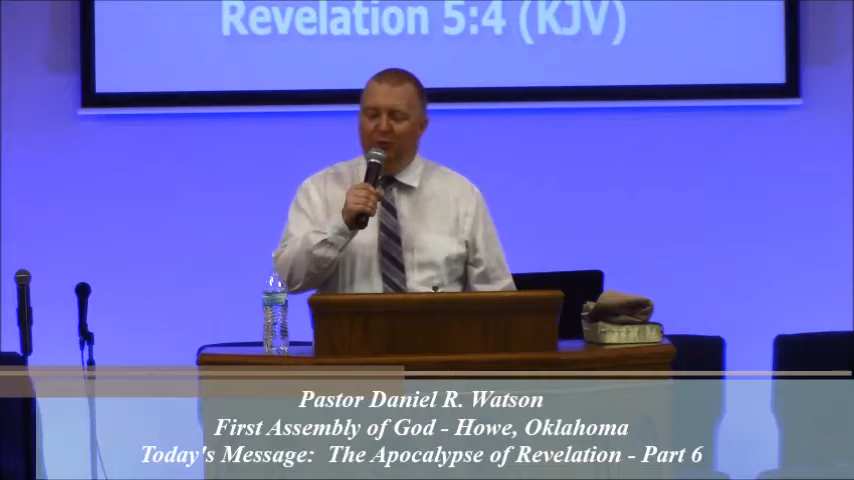 Revelation 5:4 (KJV)
Pastor Daniel R. Watson
First Assembly of God - Howe, Oklahoma
Today's Message: The Apocalypse of Revelation - Part 6